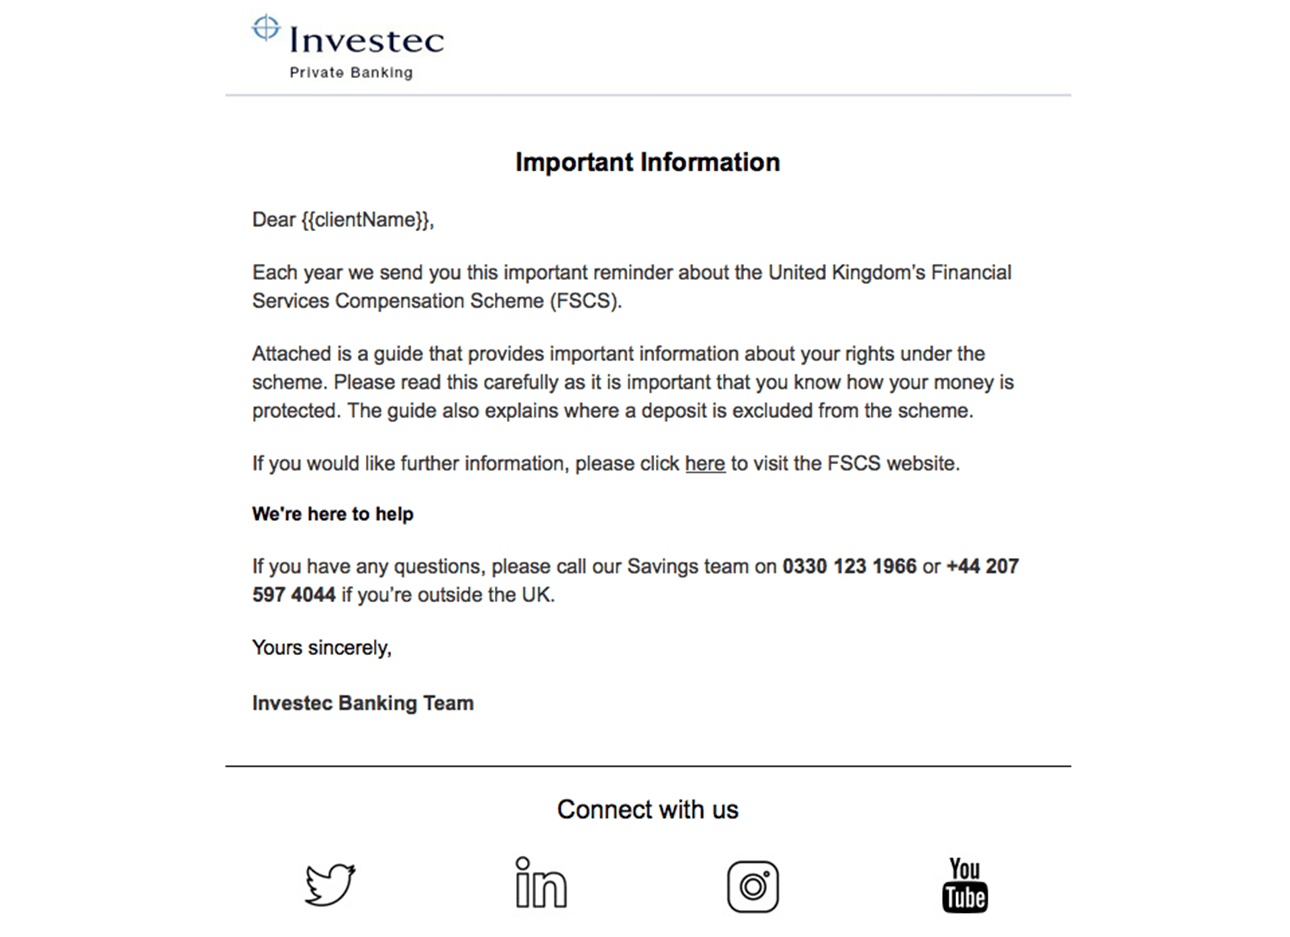 Investec
Private Banking
Important Information
Dear {{clientName}},
Each year we send you this important reminder about the United Kingdom's Financial
Services Compensation Scheme (FSCS).
Attached is a guide that provides important information about your rights under the
scheme. Please read this carefully as it is important that you know how your money is
protected. The guide also explains where a deposit is excluded from the scheme.
If you would like further information, please click here to visit the FSCS website.
We're here to help
If you have any questions, please call our Savings team on 0330 123 1966 or +44 207
597 4044 if you're outside the UK.
Yours sincerely,
Investec Banking Team
Connect with us
in
You
Tube